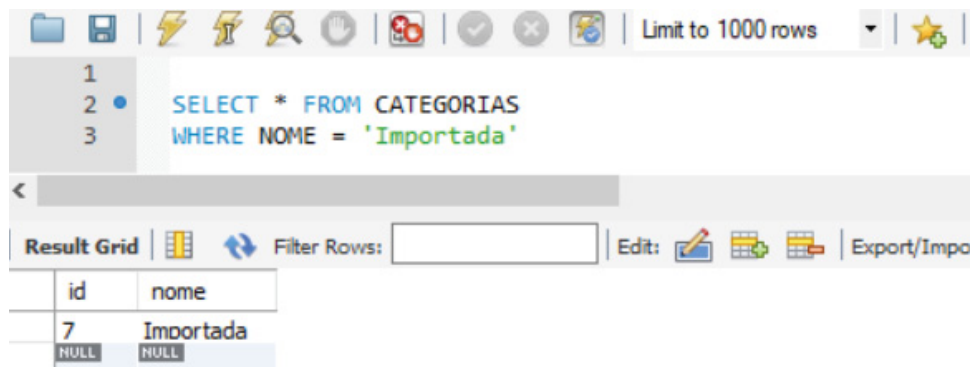 Limit to 1000 rows
1
2 SELECT * FROM CATEGORIAS
3 WHERE NOME = 'Importada'
Result Grid Filter Rows: Edit: Export/Impo
id nome
7 Importada
NULL NULL